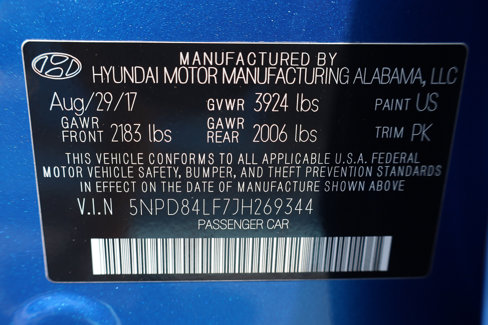 MANUFACTURED BY
HYUNDAI MOTOR MANUFACTURING ALABAMA, LLC
Aug/29/17 GVWR 3924 lbs PAINT US
GAWR FRONT 2183 lbs GAWR REAR 2006 lbs TRIM PK
THIS VEHICLE CONFORMS TO ALL APPLICABLE U.S.A. FEDERAL
MOTOR VEHICLE SAFETY, BUMPER, AND THEFT PREVENTION STANDARDS
IN EFFECT ON THE DATE OF MANUFACTURE SHOWN ABOVE
V.I.N 5NPD84LF7JH269344
PASSENGER CAR